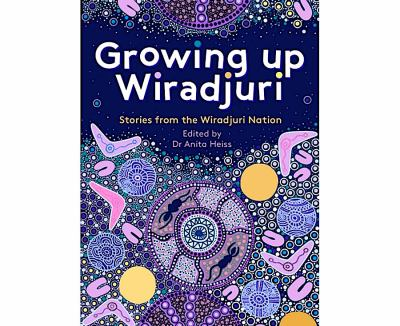 Growing up
Wiradjuri
Stories from the Wiradjuri Nation
Edited by
Dr Anita Heiss